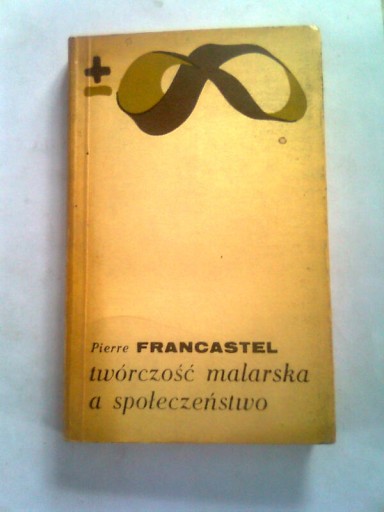 ±
Pierre FRANCASTEL
twórczość malarska
a społeczeństwo